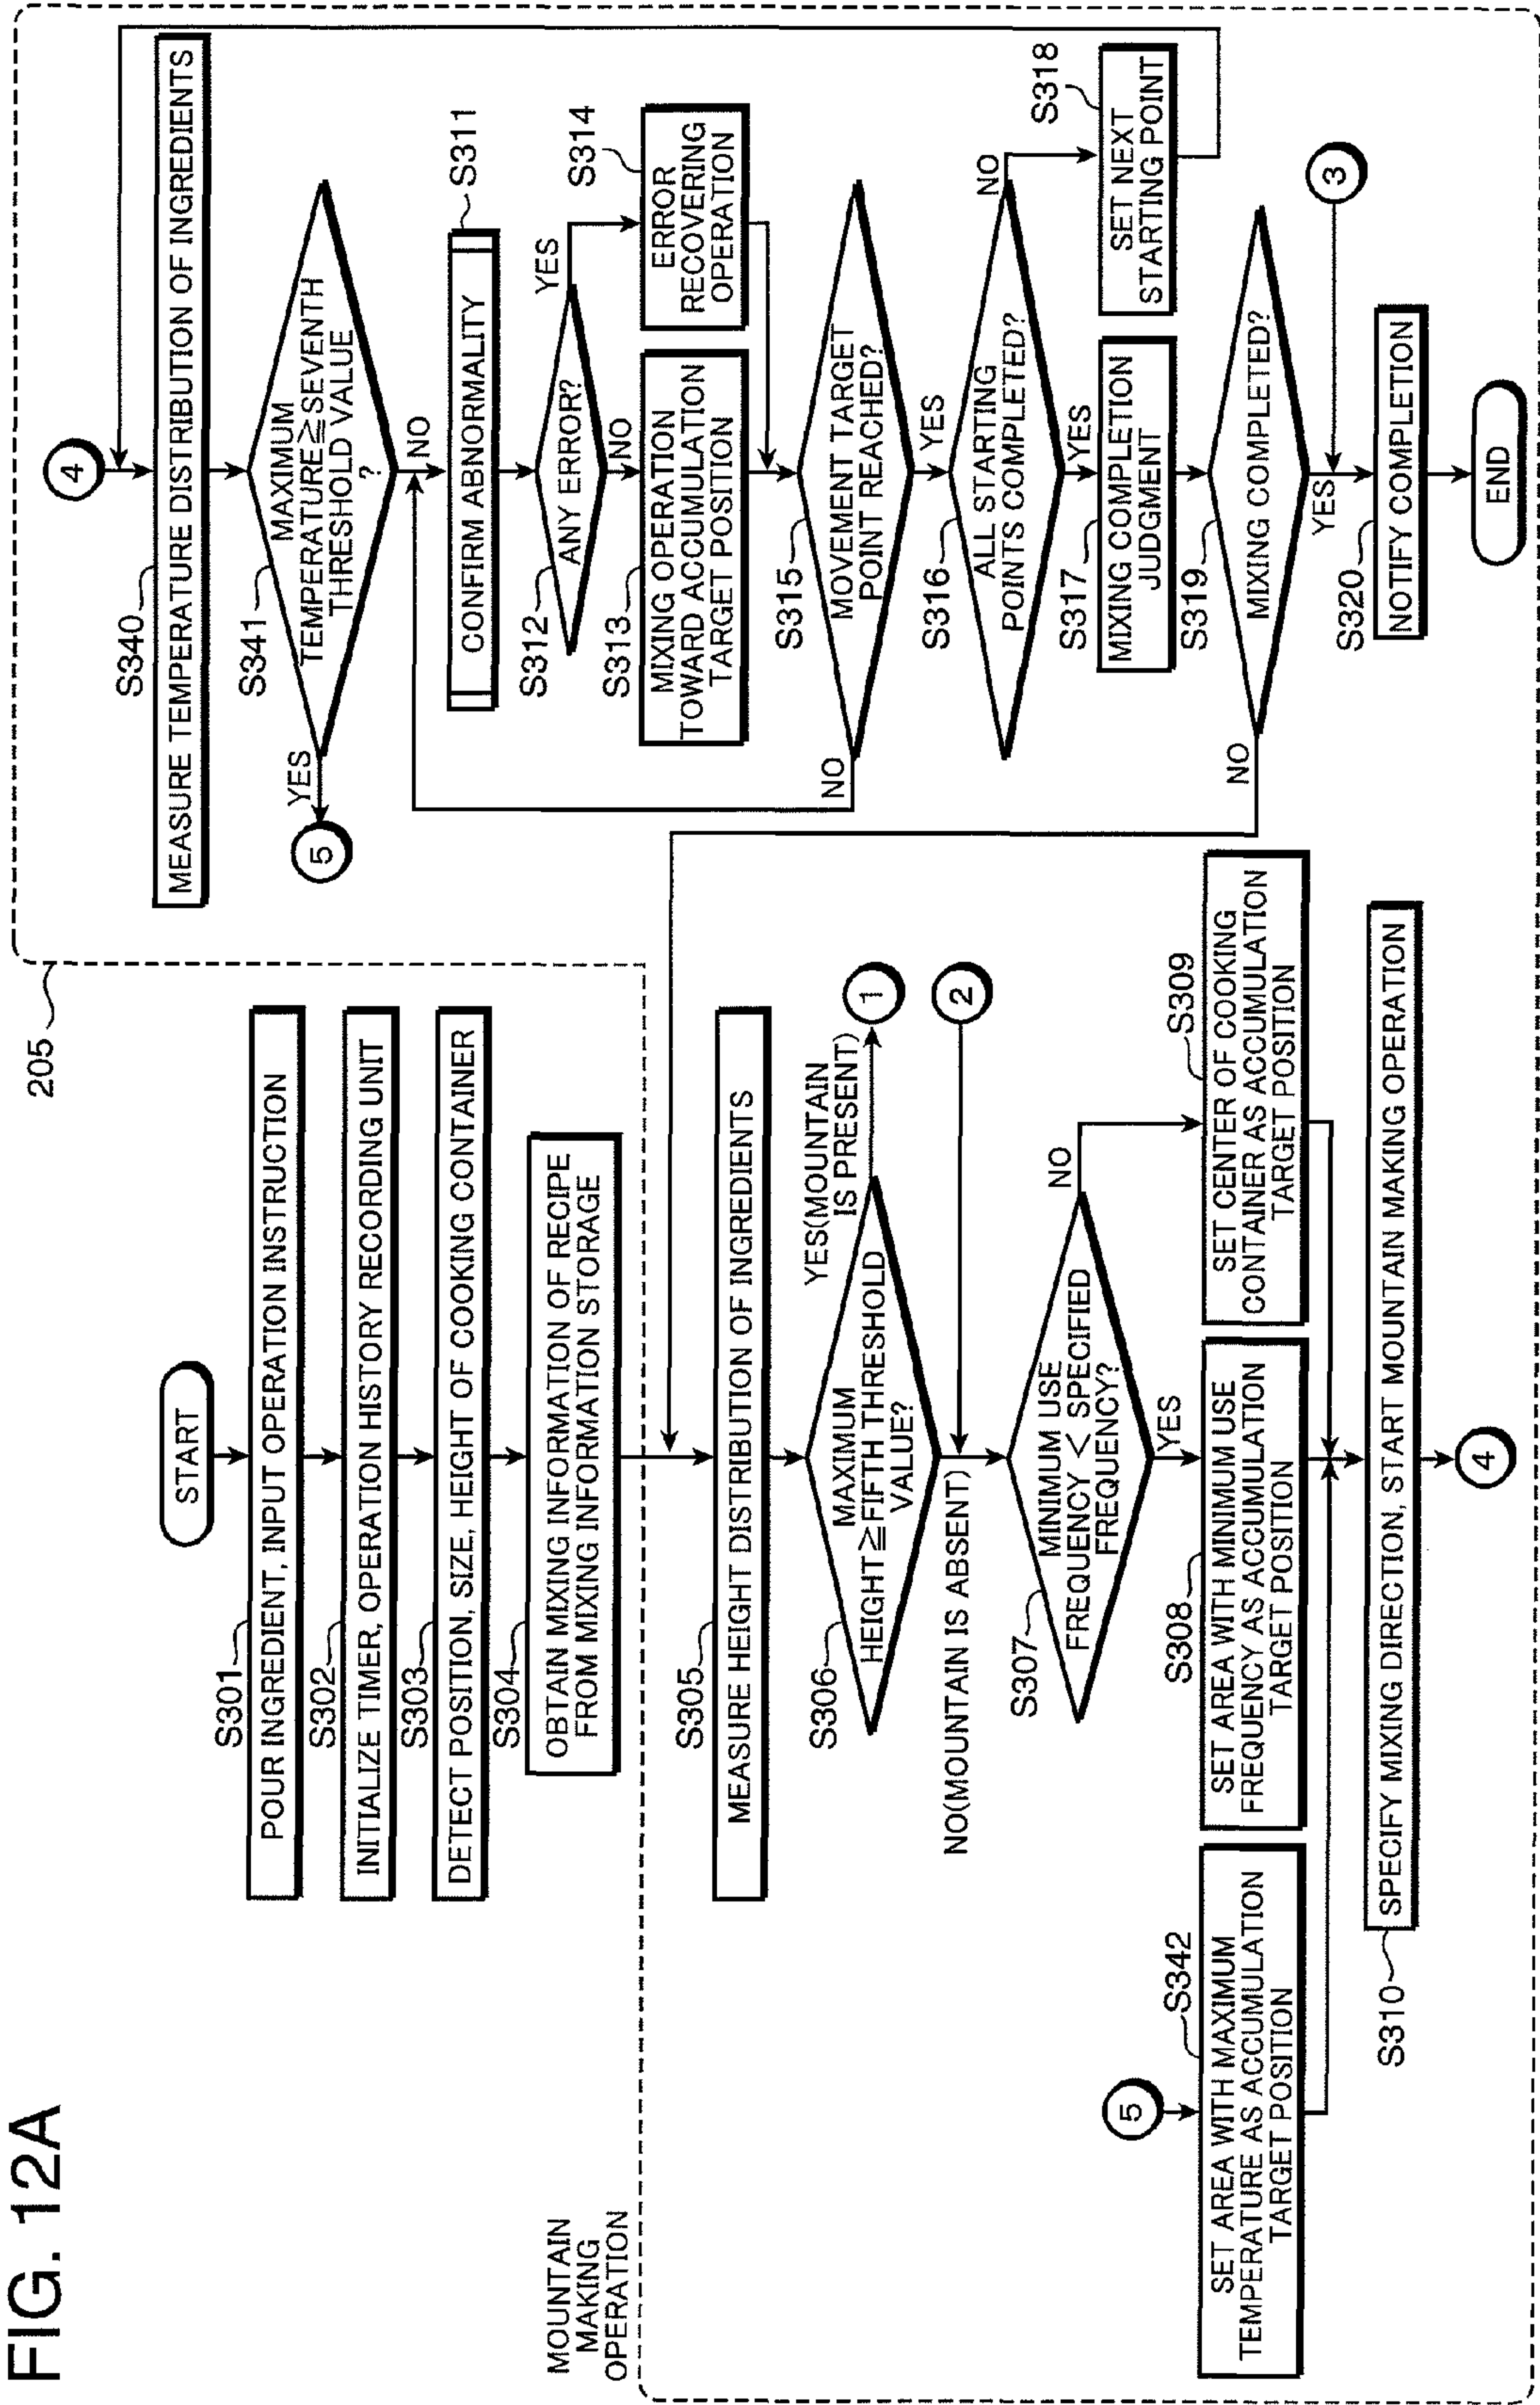 FIG. 12A
205
START
S301
POUR INGREDIENT, INPUT OPERATION INSTRUCTION
S302
INITIALIZE TIMER, OPERATION HISTORY RECORDING UNIT
S303
DETECT POSITION, SIZE, HEIGHT OF COOKING CONTAINER
S304
OBTAIN MIXING INFORMATION OF RECIPE
FROM MIXING INFORMATION STORAGE
MOUNTAIN
MAKING
OPERATION
S305
MEASURE HEIGHT DISTRIBUTION OF INGREDIENTS
S306
MAXIMUM
HEIGHT≧FIFTH THRESHOLD
VALUE?
YES(MOUNTAIN
IS PRESENT)
1
NO(MOUNTAIN IS ABSENT)
2
S307
MINIMUM USE
FREQUENCY < SPECIFIED
FREQUENCY?
NO
YES
5
S342
SET AREA WITH MAXIMUM
TEMPERATURE AS ACCUMULATION
TARGET POSITION
S308
SET AREA WITH MINIMUM USE
FREQUENCY AS ACCUMULATION
TARGET POSITION
S309
SET CENTER OF COOKING
CONTAINER AS ACCUMULATION
TARGET POSITION
S310
SPECIFY MIXING DIRECTION, START MOUNTAIN MAKING OPERATION
4
4
S340
MEASURE TEMPERATURE DISTRIBUTION OF INGREDIENTS
S341
MAXIMUM
TEMPERATURE≧SEVENTH
THRESHOLD VALUE
?
YES
5
NO
S311
CONFIRM ABNORMALITY
S312
ANY ERROR?
YES
NO
S313
MIXING OPERATION
TOWARD ACCUMULATION
TARGET POSITION
S314
ERROR
RECOVERING
OPERATION
S315
MOVEMENT TARGET
POINT REACHED?
NO
YES
S316
ALL STARTING
POINTS COMPLETED?
NO
YES
S317
MIXING COMPLETION
JUDGMENT
S318
SET NEXT
STARTING POINT
S319
MIXING COMPLETED?
NO
YES
3
S320
NOTIFY COMPLETION
END